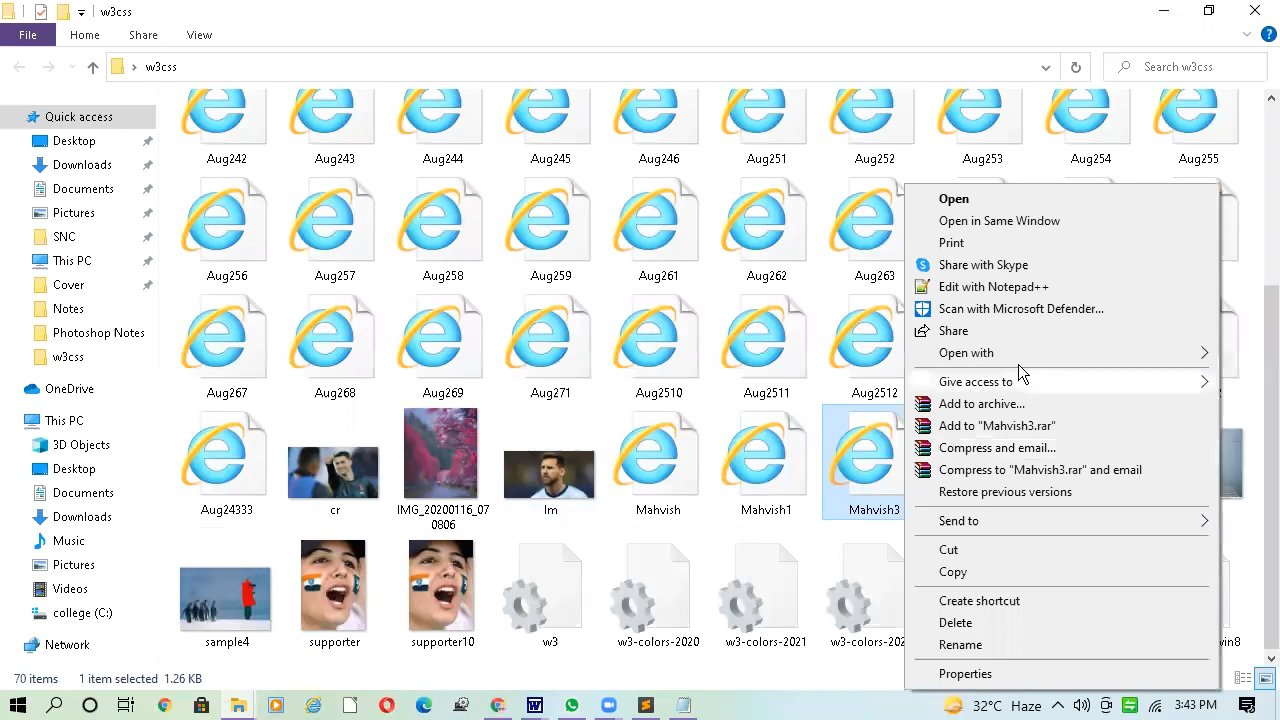 w3css
File Home Share View
w3css
Search w3css
Quick access
Desktop
Downloads
Documents
Pictures
SNC
This PC
Cover
Notes
Photoshop Notes
w3css
OneDrive
This PC
3D Objects
Desktop
Documents
Downloads
Music
Pictures
Videos
college (C:)
Network
Aug242 Aug243 Aug244 Aug245 Aug246 Aug251 Aug252 Aug253 Aug254 Aug255
Aug256 Aug257 Aug258 Aug259 Aug261 Aug262 Aug263
Aug267 Aug268 Aug269 Aug271 Aug2510 Aug2511 Aug2512
Aug24333 cr IMG_20200116_07 lm Mahvish Mahvish1 Mahvish3
0806
sample4 supporter supporter10 w3 w3-colors-2020 w3-colors-2021
Open
Open in Same Window
Print
Share with Skype
Edit with Notepad++
Scan with Microsoft Defender...
Share
Open with
Give access to
Add to archive...
Add to "Mahvish3.rar"
Compress and email...
Compress to "Mahvish3.rar" and email
Restore previous versions
Send to
Cut
Copy
Create shortcut
Delete
Rename
Properties
70 items 1 item selected 1.26 KB
32°C Haze 3:43 PM